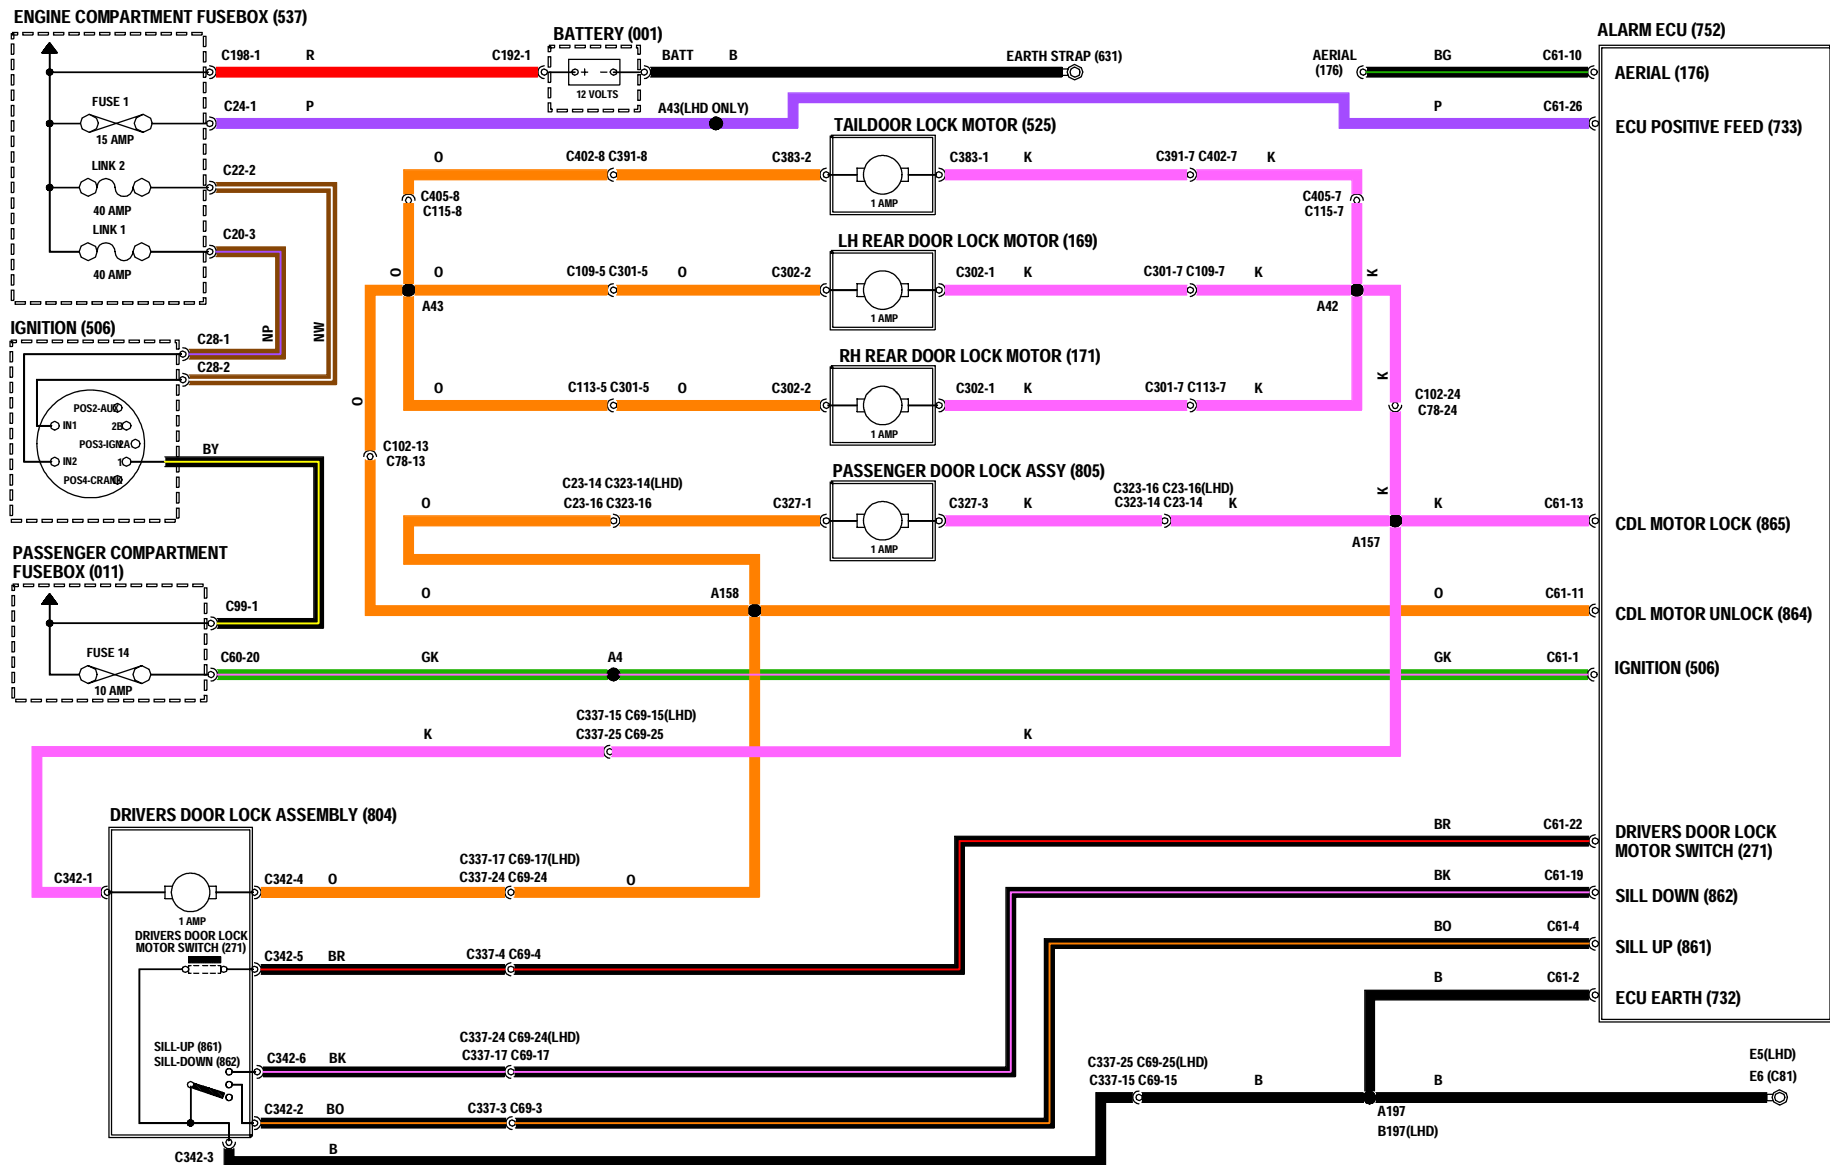 ENGINE COMPARTMENT FUSEBOX (537)
C198-1 R C192-1
FUSE 1
15 AMP
C24-1 P
LINK 2
40 AMP
C22-2
LINK 1
40 AMP
C20-3
BATTERY (001)
+ -
12 VOLTS
BATT B
EARTH STRAP (631)
A43(LHD ONLY)
AERIAL
(176)
BG C61-10
P C61-26
ALARM ECU (752)
AERIAL (176)
ECU POSITIVE FEED (733)
TAILDOOR LOCK MOTOR (525)
O C402-8 C391-8 C383-2
1 AMP
C383-1 K C391-7 C402-7 K
C405-8
C115-8
C405-7
C115-7
LH REAR DOOR LOCK MOTOR (169)
O O C109-5 C301-5 O C302-2
1 AMP
C302-1 K C301-7 C109-7 K K
A43
A42
IGNITION (506)
C28-1
C28-2
NP
NW
POS2-AUX
IN1
2B
POS3-IGN 2A
IN2
1
POS4-CRANK
BY
RH REAR DOOR LOCK MOTOR (171)
O C113-5 C301-5 O C302-2
1 AMP
C302-1 K C301-7 C113-7 K
O
K
C102-24
C78-24
C102-13
C78-13
PASSENGER DOOR LOCK ASSY (805)
C23-14 C323-14(LHD)
O C23-16 C323-16 C327-1
1 AMP
C327-3 K
C323-16 C23-16(LHD)
C323-14 C23-14 K
K
K C61-13
CDL MOTOR LOCK (865)
A157
PASSENGER COMPARTMENT
FUSEBOX (011)
C99-1
FUSE 14
10 AMP
C60-20 GK A4 GK C61-1
IGNITION (506)
O A158 O C61-11
CDL MOTOR UNLOCK (864)
C337-15 C69-15(LHD)
K C337-25 C69-25 K
DRIVERS DOOR LOCK ASSEMBLY (804)
C342-1
1 AMP
C342-4 O
C337-17 C69-17(LHD)
C337-24 C69-24 O
DRIVERS DOOR LOCK
MOTOR SWITCH (271)
C342-5 BR C337-4 C69-4
BR C61-22
DRIVERS DOOR LOCK
MOTOR SWITCH (271)
BK C61-19
SILL DOWN (862)
BO C61-4
SILL UP (861)
B C61-2
ECU EARTH (732)
SILL-UP (861)
SILL-DOWN (862)
C342-6 BK
C337-24 C69-24(LHD)
C337-17 C69-17
C342-2 BO C337-3 C69-3
C342-3 B
C337-25 C69-25(LHD)
C337-15 C69-15 B
B
A197
B197(LHD)
E5(LHD)
E6 (C81)